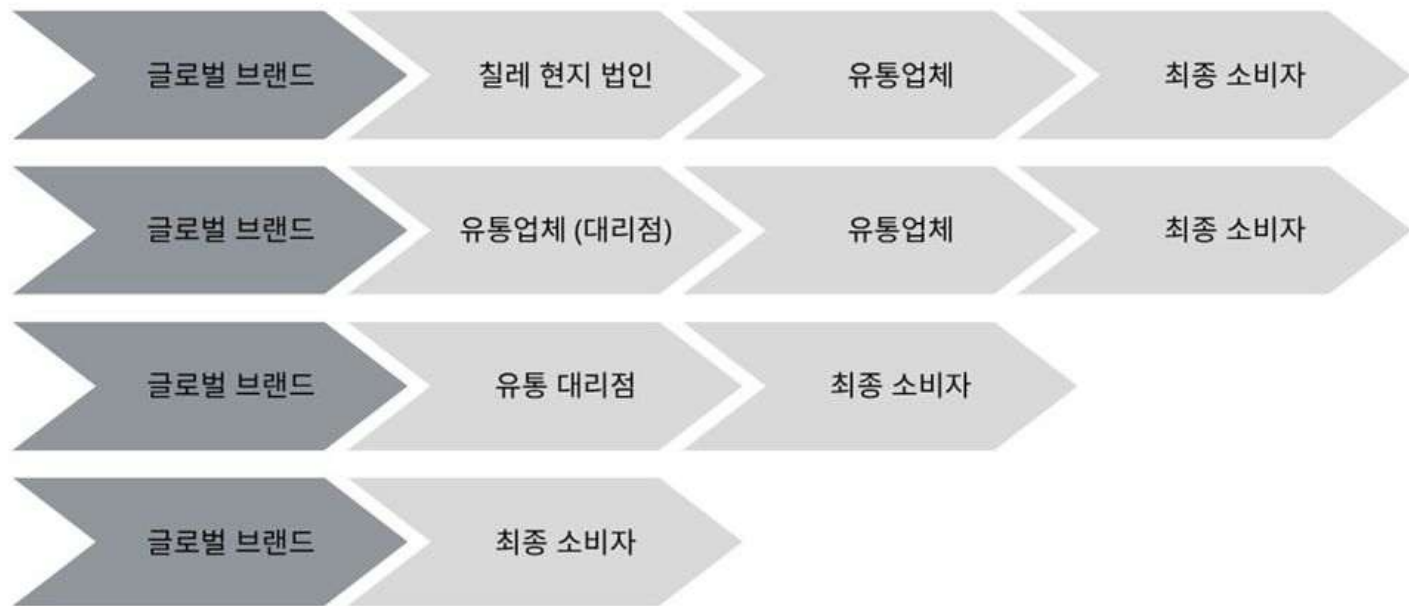 글로벌 브랜드 칠레 현지 법인 유통업체 최종 소비자
글로벌 브랜드 유통업체 (대리점) 유통업체 최종 소비자
글로벌 브랜드 유통 대리점 최종 소비자
글로벌 브랜드 최종 소비자